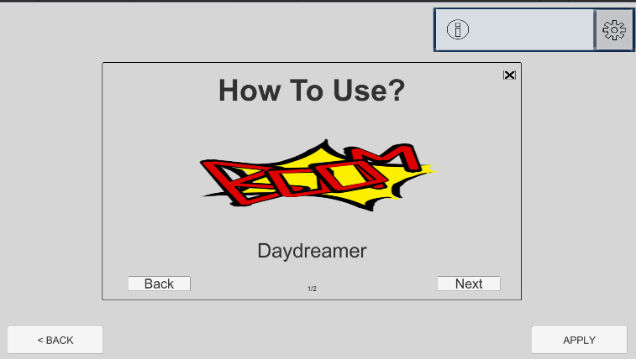 How To Use?
BOOM
Daydreamer
Back
1/2
Next
< BACK
APPLY